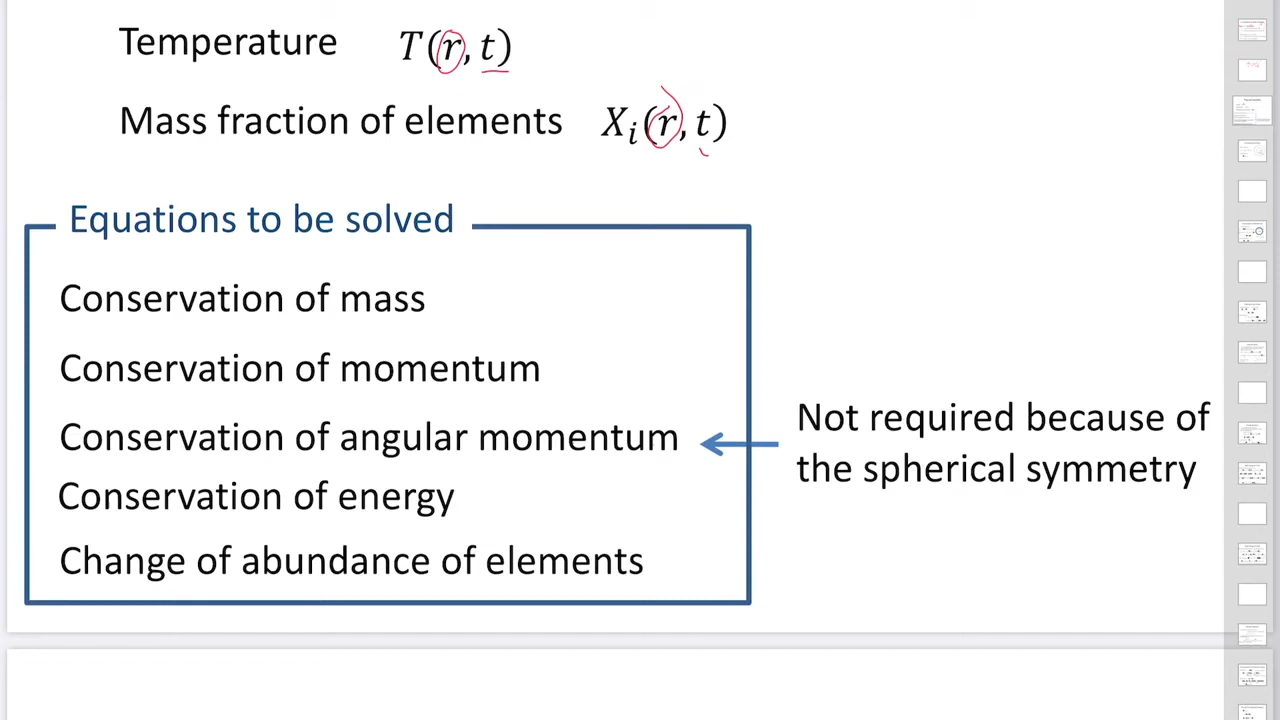 Temperature T(r, t)
Mass fraction of elements X_i(r, t)
Equations to be solved
Conservation of mass
Conservation of momentum
Conservation of angular momentum
Not required because of
the spherical symmetry
Conservation of energy
Change of abundance of elements